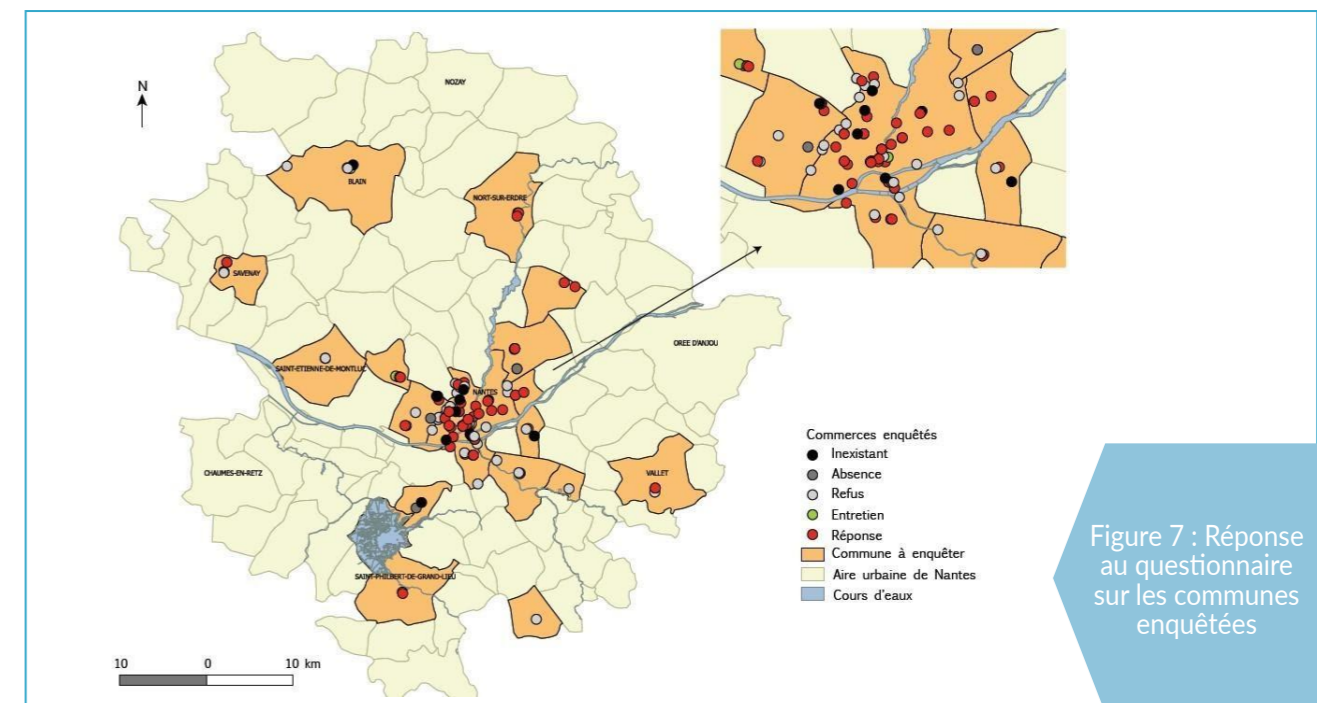 N
NOZAY
BLAIN
NORT-SUR-ERDRE
SAVENAY
OREE D'ANJOU
SAINT-ETIENNE-DE-MONTLUC
NANTES
CHAUMES-EN-RETZ
VALLET
SAINT-PHILBERT-DE-GRAND-LIEU
10 0 10 km
Commerces enquêtés
Inexistant
Absence
Refus
Entretien
Réponse
Commune à enquêter
Aire urbaine de Nantes
Cours d'eaux
Figure 7 : Réponse
au questionnaire
sur les communes
enquêtées